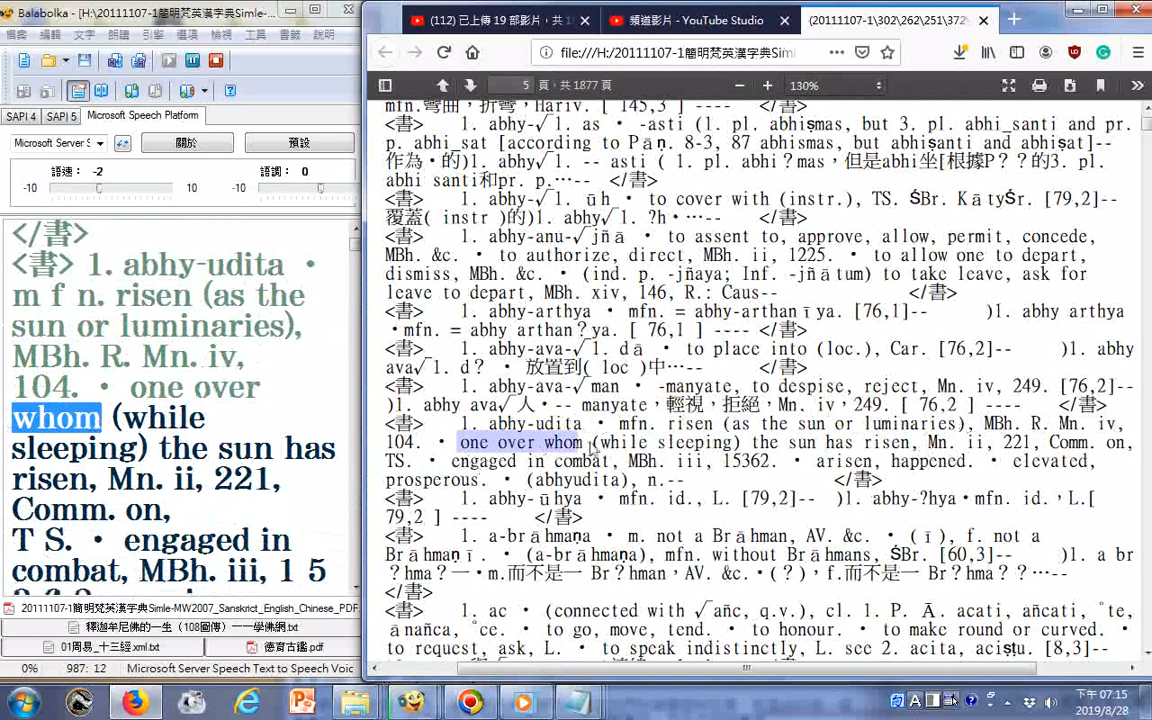 Balabolka - [H:\20111107-1簡明梵英漢字典Simle-
檔案 編輯 文字 朗讀 引擎 選項 檢視 工具 書籤 說明
SAPI 4 SAPI 5 Microsoft Speech Platform
Microsoft Server S 關於 預設
語速： -2 語調： 0
-10 10 -10
</書>
<書> 1. abhy-udita •
m f n. risen (as the
sun or luminaries),
MBh. R. Mn. iv,
104. • one over
whom (while
sleeping) the sun has
risen, Mn. ii, 221,
Comm. on,
T S. • engaged in
combat, MBh. iii, 1 5
20111107-1簡明梵英漢字典Simle-MW2007_Sanskrict_English_Chinese_PDF.
釋迦牟尼佛的一生（108圖傳）一一學佛網.txt
01周易_十三經.xml.txt 德育古鑑.pdf
0% 987: 12 Microsoft Server Speech Text to Speech Voic
(112) 已上傳 19 部影片，共 1 頻道影片 - YouTube Studio (20111107-1\302\262\251\372
file:///H:/20111107-1簡明梵英漢字典Siml
5 頁，共 1877 頁 130%
mfn.彎曲，折彎，Hariv. [ 145,3 ] ---- </書>
<書> 1. abhy-√1. as • -asti (1. pl. abhiṣmas, but 3. pl. abhi_santi and pr.
p. abhi_sat [according to Pāṇ. 8-3, 87 abhismas, but abhiṣanti and abhiṣat]--
作為•的)1. abhy√1. -- asti ( 1. pl. abhi？mas，但是abhi坐[根據P？？的3. pl.
abhi santi和pr. p.…-- </書>
<書> 1. abhy-√1. ūh • to cover with (instr.), TS. ŚBr. KātyŚr. [79,2]--
覆蓋( instr )的)1. abhy√1. ?h•…-- </書>
<書> 1. abhy-anu-√jñā • to assent to, approve, allow, permit, concede,
MBh. &c. • to authorize, direct, MBh. ii, 1225. • to allow one to depart,
dismiss, MBh. &c. • (ind. p. -jñaya; Inf. -jñātum) to take leave, ask for
leave to depart, MBh. xiv, 146, R.: Caus-- </書>
<書> 1. abhy-arthya • mfn. = abhy-arthanīya. [76,1]-- )1. abhy arthya
•mfn. = abhy arthan？ya. [ 76,1 ] ---- </書>
<書> 1. abhy-ava-√1. dā • to place into (loc.), Car. [76,2]-- )1. abhy
ava√1. d？ • 放置到( loc )中…-- </書>
<書> 1. abhy-ava-√man • -manyate, to despise, reject, Mn. iv, 249. [76,2]--
)1. abhy ava√人•-- manyate，輕視，拒絕，Mn. iv，249. [ 76,2 ] ---- </書>
<書> 1. abhy-udita • mfn. risen (as the sun or luminaries), MBh. R. Mn. iv,
104. • one over whom (while sleeping) the sun has risen, Mn. ii, 221, Comm. on,
TS. • engaged in combat, MBh. iii, 15362. • arisen, happened. • elevated,
prosperous. • (abhyudita), n.-- </書>
<書> 1. abhy-ūhya • mfn. id., L. [79,2]-- )1. abhy-?hya•mfn. id.，L.[
79,2 ] ---- </書>
<書> 1. a-brāhmaṇa • m. not a Brāhman, AV. &c. • (ī), f. not a
Brāhmaṇī. • (a-brāhmaṇa), mfn. without Brāhmans, ŚBr. [60,3]-- )1. a br
?hma？一•m.而不是一 Br？hman，AV. &c.•(？)，f.而不是一 Br？hma？？…--
</書>
<書> 1. ac • (connected with √añc, q.v.), cl. 1. P. Ā. acati, añcati, °te,
ānañca, °ce. • to go, move, tend. • to honour. • to make round or curved. •
to request, ask, L. • to speak indistinctly, L. see 2. acita, aciṣṭu. [8,3]--
下午 07:15
2019/8/28